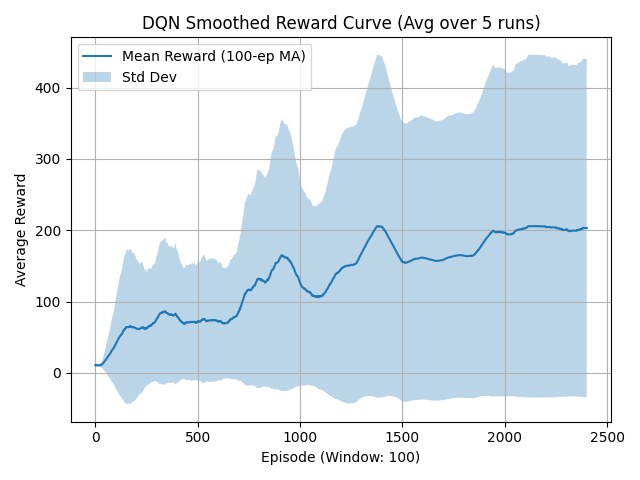 DQN Smoothed Reward Curve (Avg over 5 runs)
Mean Reward (100-ep MA)
Std Dev
Average Reward
400
300
200
100
0
0 500 1000 1500 2000 2500
Episode (Window: 100)